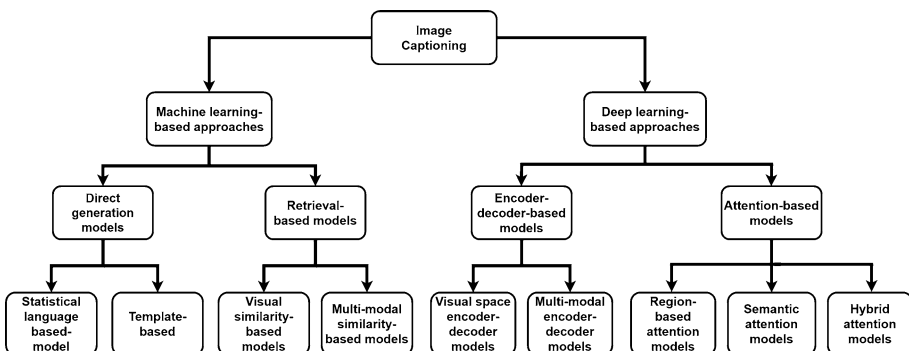 Image
Captioning
Machine learning-
based approaches
Deep learning-
based approaches
Direct
generation
models
Retrieval-
based models
Encoder-
decoder-based
models
Attention-based
models
Statistical
language
based-
model
Template-
based
Visual
similarity-
based
models
Multi-modal
similarity-
based models
Visual space
encoder-
decoder
models
Multi-modal
encoder-
decoder
models
Region-
based
attention
models
Semantic
attention
models
Hybrid
attention
models